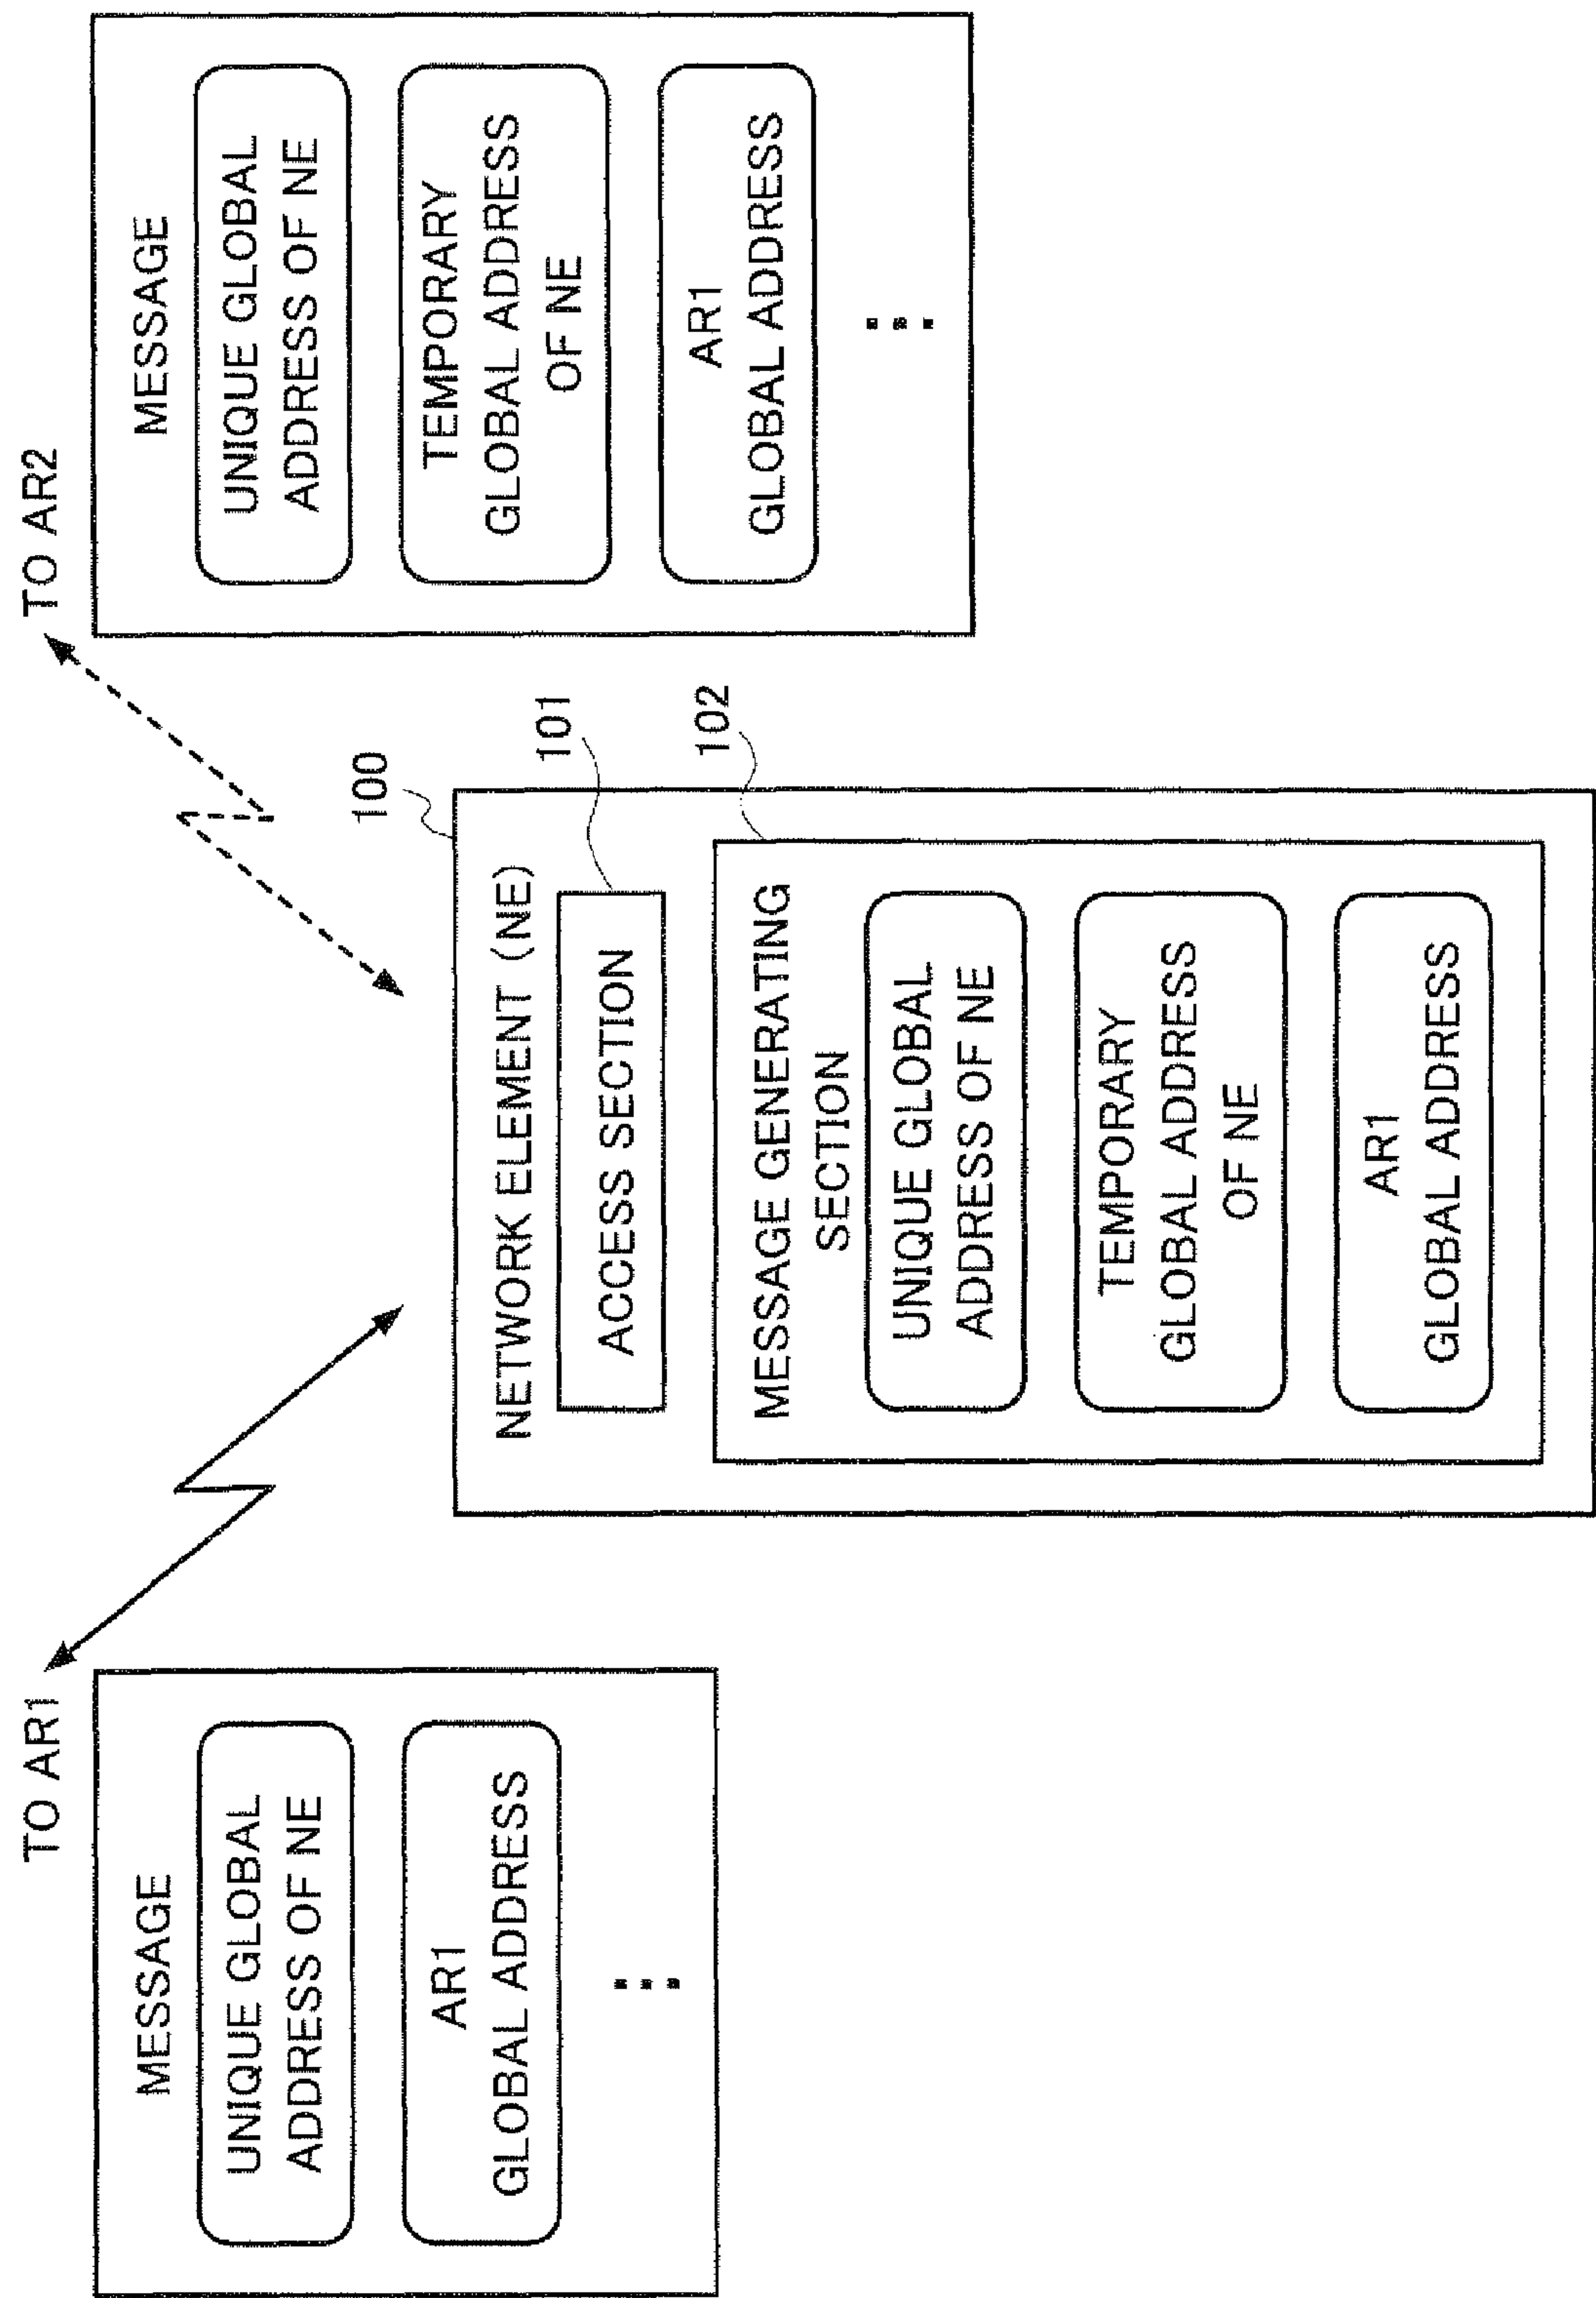 TO AR1
MESSAGE
UNIQUE GLOBAL
ADDRESS OF NE
AR1
GLOBAL ADDRESS
100
NETWORK ELEMENT (NE)
101
ACCESS SECTION
102
MESSAGE GENERATING
SECTION
UNIQUE GLOBAL
ADDRESS OF NE
TEMPORARY
GLOBAL ADDRESS
OF NE
AR1
GLOBAL ADDRESS
TO AR2
MESSAGE
UNIQUE GLOBAL
ADDRESS OF NE
TEMPORARY
GLOBAL ADDRESS
OF NE
AR1
GLOBAL ADDRESS